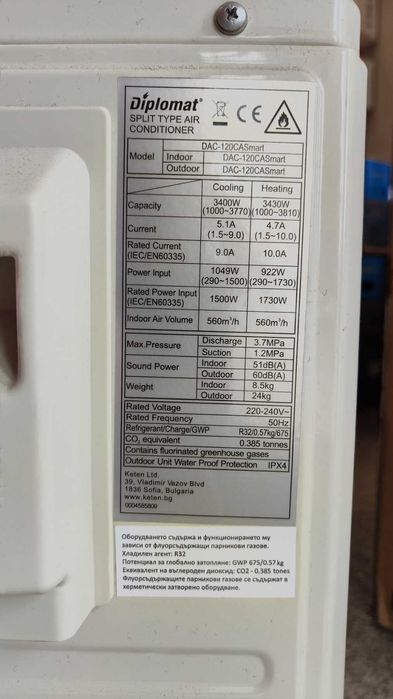 Diplomat®
SPLIT TYPE AIR
CONDITIONER
CE
Model DAC-120CASmart
Indoor DAC-120CASmart
Outdoor DAC-120CASmart
Cooling Heating
Capacity 3400W (1000~3770) 3430W (1000~3810)
Current 5.1A (1.5~9.0) 4.7A (1.5~10.0)
Rated Current (IEC/EN60335) 9.0A 10.0A
Power Input 1049W (290~1500) 922W (290~1730)
Rated Power Input (IEC/EN60335) 1500W 1730W
Indoor Air Volume 560m³/h 560m³/h
Max.Pressure Discharge 3.7MPa
Suction 1.2MPa
Sound Power Indoor 51dB(A)
Outdoor 60dB(A)
Weight Indoor 8.5kg
Outdoor 24kg
Rated Voltage 220-240V~
Rated Frequency 50Hz
Refrigerant/Charge/GWP R32/0.57kg/675
CO₂ equivalent 0.385 tonnes
Contains fluorinated greenhouse gases
Outdoor Unit Water Proof Protection IPX4
Keten Ltd.
39, Vladimir Vazov Blvd
1836 Sofia, Bulgaria
www.keten.bg
0004585809
Оборудването съдържа и функционирането му
зависи от флуорсъдържащи парникови газове.
Хладилен агент: R32
Потенциал за глобално затопляне: GWP 675/0.57 kg
Еквивалент на въглероден диоксид: CO2 - 0.385 tones
Флуорсъдържащите парникови газове се съдържат в
херметически затворено оборудване.